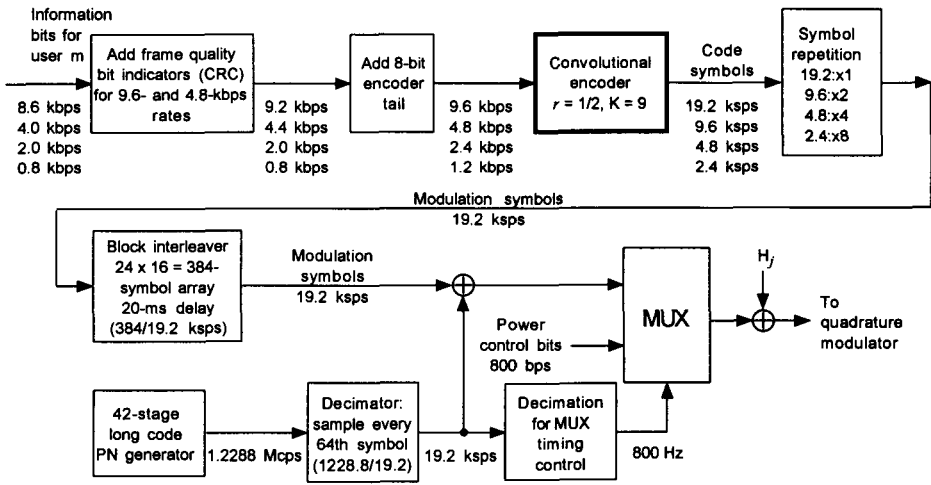 Information
bits for
user m
8.6 kbps
4.0 kbps
2.0 kbps
0.8 kbps
Add frame quality
bit indicators (CRC)
for 9.6- and 4.8-kbps
rates
9.2 kbps
4.4 kbps
2.0 kbps
0.8 kbps
Add 8-bit
encoder
tail
9.6 kbps
4.8 kbps
2.4 kbps
1.2 kbps
Convolutional
encoder
r = 1/2, K = 9
Code
symbols
19.2 ksps
9.6 ksps
4.8 ksps
2.4 ksps
Symbol
repetition
19.2:x1
9.6:x2
4.8:x4
2.4:x8
Modulation symbols
19.2 ksps
Block interleaver
24 x 16 = 384-
symbol array
20-ms delay
(384/19.2 ksps)
Modulation
symbols
19.2 ksps
Power
control bits
800 bps
MUX
Hj
To
quadrature
modulator
42-stage
long code
PN generator
1.2288 Mcps
Decimator:
sample every
64th symbol
(1228.8/19.2)
19.2 ksps
Decimation
for MUX
timing
control
800 Hz